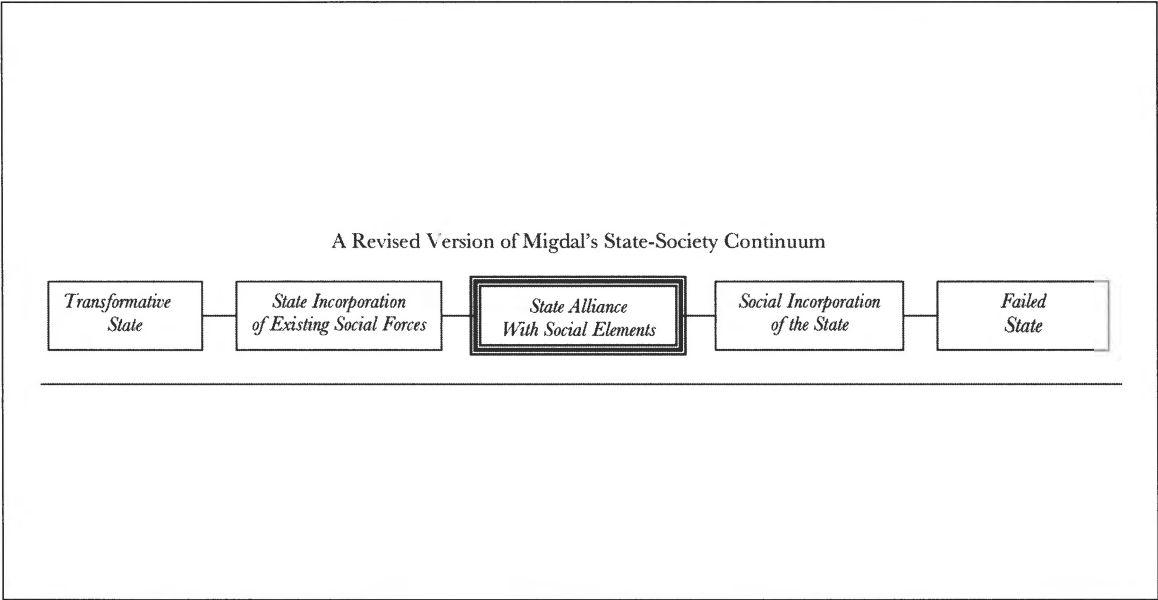 A Revised Version of Migdal's State-Society Continuum
Transformative
State
State Incorporation
of Existing Social Forces
State Alliance
With Social Elements
Social Incorporation
of the State
Failed
State